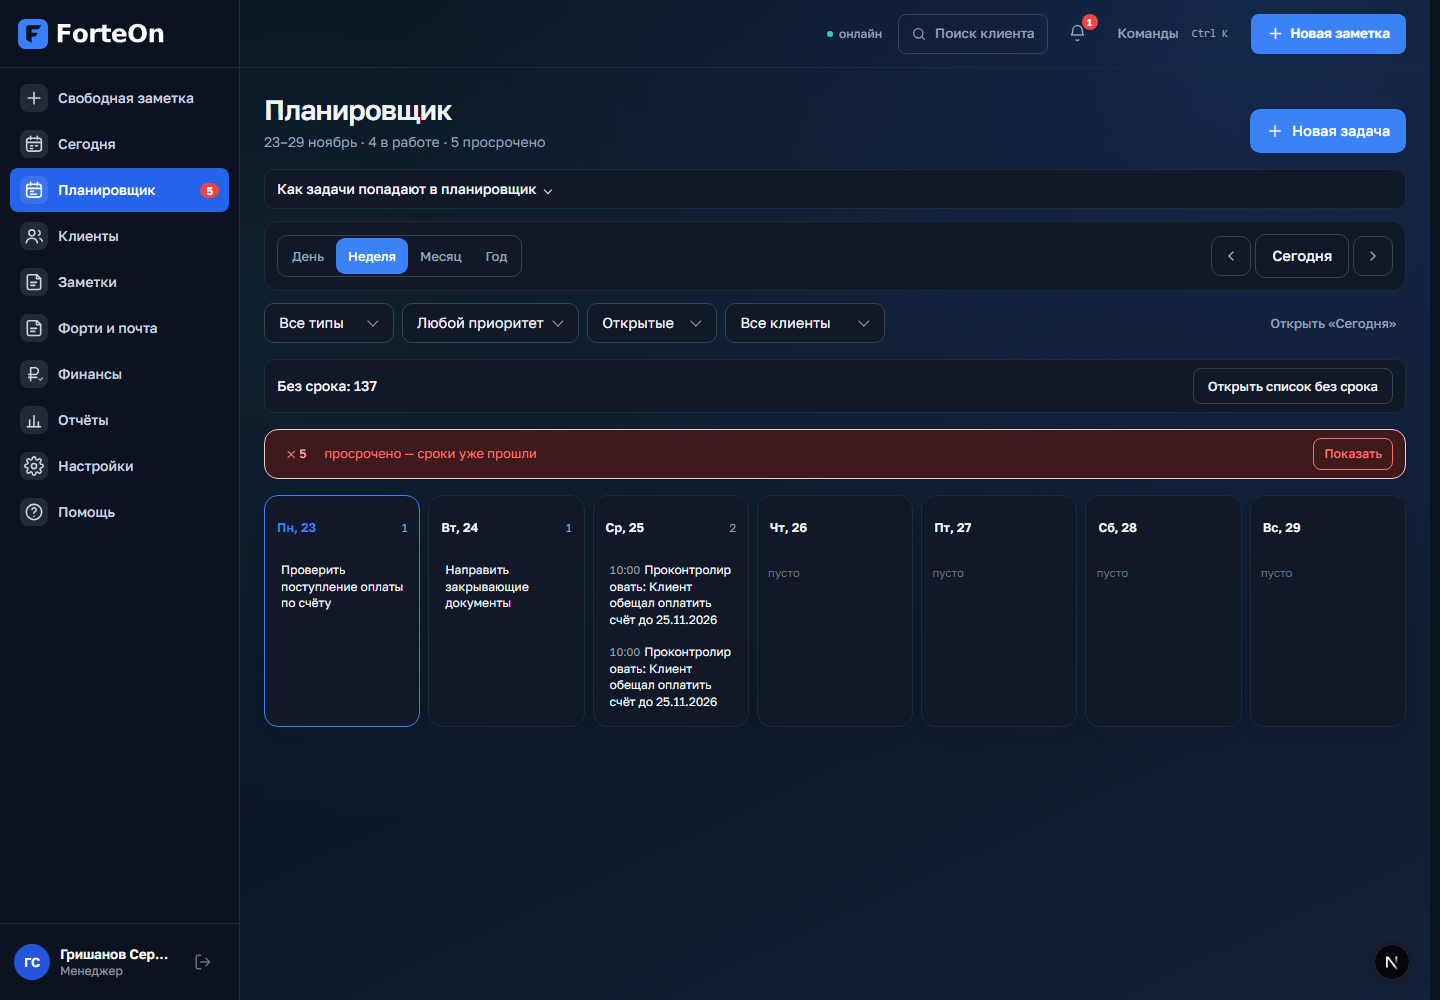 ForteOn
онлайн
Поиск клиента
1
Команды
Ctrl K
Новая заметка
Свободная заметка
Сегодня
Планировщик
5
Клиенты
Заметки
Форти и почта
Финансы
Отчёты
Настройки
Помощь
ГС
Гришанов Сер...
Менеджер
Планировщик
23–29 ноябрь · 4 в работе · 5 просрочено
Новая задача
Как задачи попадают в планировщик
День
Неделя
Месяц
Год
Сегодня
Все типы
Любой приоритет
Открытые
Все клиенты
Открыть «Сегодня»
Без срока: 137
Открыть список без срока
× 5
просрочено — сроки уже прошли
Показать
Пн, 23
1
Проверить
поступление оплаты
по счёту
Вт, 24
1
Направить
закрывающие
документы
Ср, 25
2
10:00 Проконтролир
овать: Клиент
обещал оплатить
счёт до 25.11.2026
10:00 Проконтролир
овать: Клиент
обещал оплатить
счёт до 25.11.2026
Чт, 26
пусто
Пт, 27
пусто
Сб, 28
пусто
Вс, 29
пусто
N